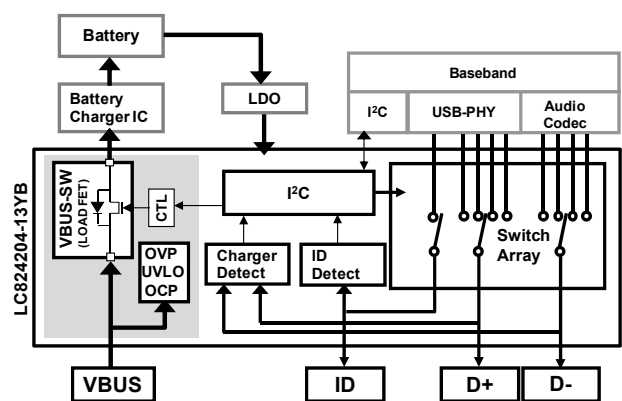 Battery
Baseband
Battery
Charger IC
LDO
I²C
USB-PHY
Audio
Codec
LC824204-13YB
VBUS-SW
(LOAD FET)
CTL
I²C
OVP
UVLO
OCP
Charger
Detect
ID
Detect
Switch
Array
VBUS
ID
D+
D-